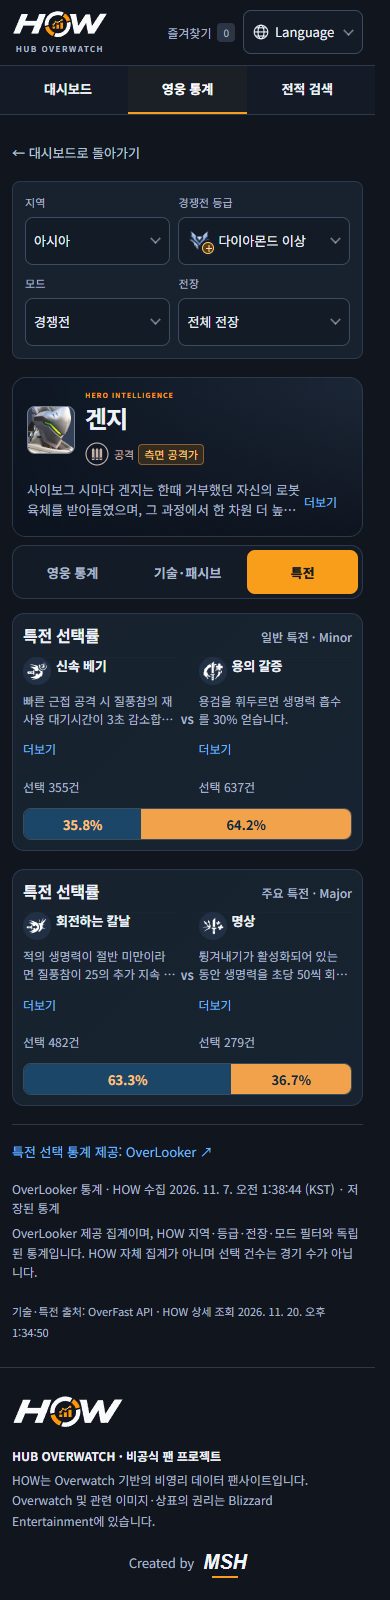 HOW
HUB OVERWATCH
즐겨찾기 0
Language
대시보드
영웅 통계
전적 검색
← 대시보드로 돌아가기
지역
경쟁전 등급
아시아
다이아몬드 이상
모드
전장
경쟁전
전체 전장
HERO INTELLIGENCE
겐지
공격 측면 공격가
사이보그 시마다 겐지는 한때 거부했던 자신의 로봇
육체를 받아들였으며, 그 과정에서 한 차원 더 높… 더보기
영웅 통계
기술·패시브
특전
특전 선택률
일반 특전 · Minor
신속 베기
빠른 근접 공격 시 질풍참의 재
사용 대기시간이 3초 감소합…
더보기
선택 355건
vs
용의 갈증
용검을 휘두르면 생명력 흡수
를 30% 얻습니다.
더보기
선택 637건
35.8%
64.2%
특전 선택률
주요 특전 · Major
회전하는 칼날
적의 생명력이 절반 미만이라
면 질풍참이 25의 추가 지속 …
더보기
선택 482건
vs
명상
튕겨내기가 활성화되어 있는
동안 생명력을 초당 50씩 회…
더보기
선택 279건
63.3%
36.7%
특전 선택 통계 제공: OverLooker ↗
OverLooker 통계 · HOW 수집 2026. 11. 7. 오전 1:38:44 (KST) · 저
장된 통계
OverLooker 제공 집계이며, HOW 지역·등급·전장·모드 필터와 독립
된 통계입니다. HOW 자체 집계가 아니며 선택 건수는 경기 수가 아닙
니다.
기술·특전 출처: OverFast API · HOW 상세 조회 2026. 11. 20. 오후
1:34:50
HOW
HUB OVERWATCH · 비공식 팬 프로젝트
HOW는 Overwatch 기반의 비영리 데이터 팬사이트입니다.
Overwatch 및 관련 이미지·상표의 권리는 Blizzard
Entertainment에 있습니다.
Created by MSH